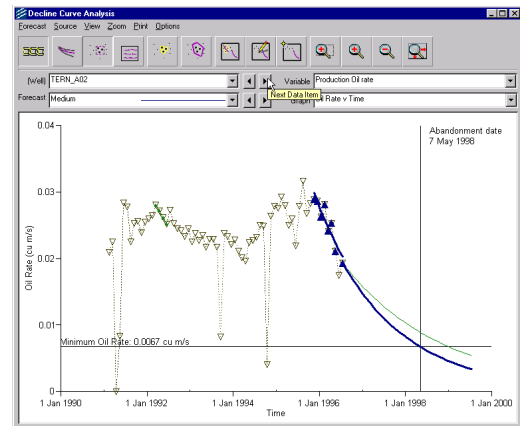 Decline Curve Analysis
Forecast Source View Zoom Print Options
(Well) TERN_A02 Variable Production Oil rate
Next Data Item
Forecast Medium Graph Oil Rate v Time
Abandonment date
7 May 1998
0.04
0.03
0.02
0.01
0
Oil Rate (cu m/s)
Minimum Oil Rate: 0.0067 cu m/s
1 Jan 1990 1 Jan 1992 1 Jan 1994 1 Jan 1996 1 Jan 1998 1 Jan 2000
Time